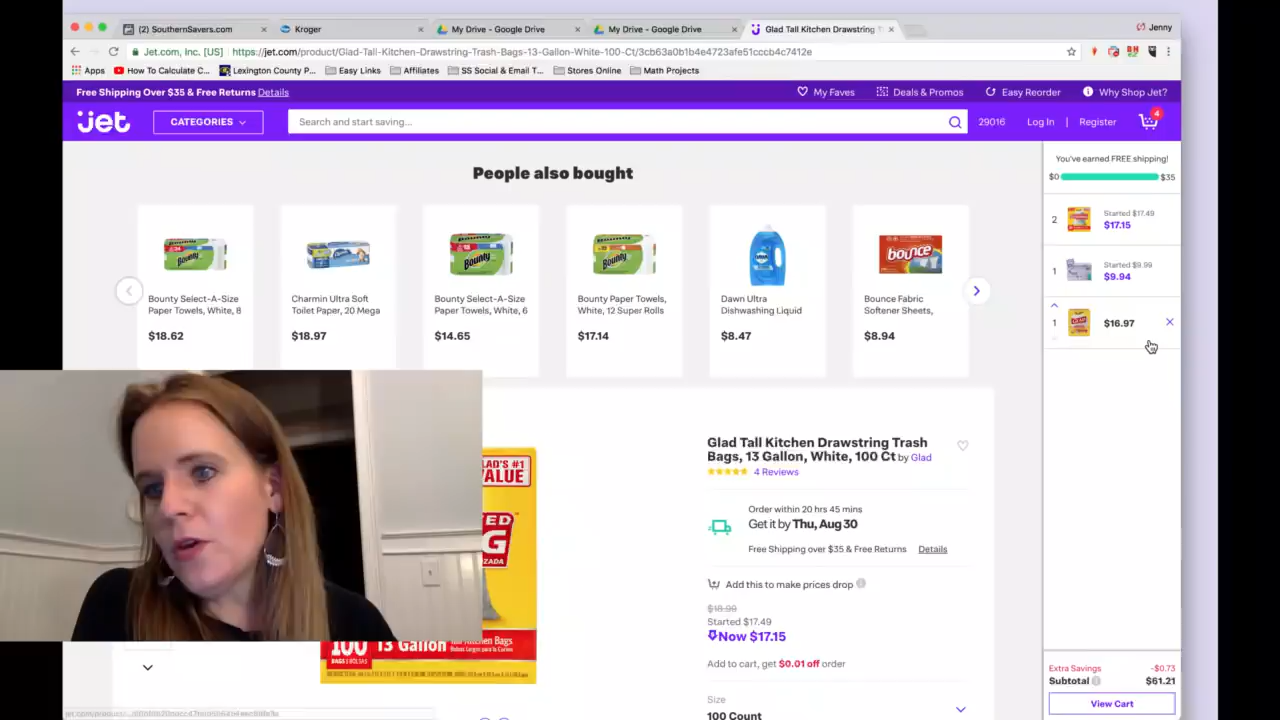 (2) SouthernSavers.com
Kroger
My Drive - Google Drive
My Drive - Google Drive
Glad Tall Kitchen Drawstring T
Jenny
Jet.com, Inc. [US]
https://jet.com/product/Glad-Tall-Kitchen-Drawstring-Trash-Bags-13-Gallon-White-100-Ct/3cb63a0b1b4e4723afe51cccb4c7412e
Apps
How To Calculate C...
Lexington County P...
Easy Links
Affiliates
SS Social & Email T...
Stores Online
Math Projects
Free Shipping Over $35 & Free Returns Details
My Faves
Deals & Promos
Easy Reorder
Why Shop Jet?
jet
CATEGORIES
Search and start saving...
29016
Log In | Register
4
People also bought
Bounty Select-A-Size
Paper Towels, White, 8
$18.62
Charmin Ultra Soft
Toilet Paper, 20 Mega
$18.97
Bounty Select-A-Size
Paper Towels, White, 6
$14.65
Bounty Paper Towels,
White, 12 Super Rolls
$17.14
Dawn Ultra
Dishwashing Liquid
$8.47
bounce
Bounce Fabric
Softener Sheets,
$8.94
You've earned FREE shipping!
$0 $35
2
Started $17.49
$17.15
1
Started $9.99
$9.94
1
$16.97
LAD'S #1
VALUE
ED
G
ZADA
100
BAGS
13 Gallon
Glad Tall Kitchen Drawstring Trash
Bags, 13 Gallon, White, 100 Ct by Glad
4 Reviews
Order within 20 hrs 45 mins
Get it by Thu, Aug 30
Free Shipping over $35 & Free Returns Details
Add this to make prices drop
$18.99
Started $17.49
Now $17.15
Add to cart, get $0.01 off order
Size
100 Count
Extra Savings -$0.73
Subtotal $61.21
View Cart